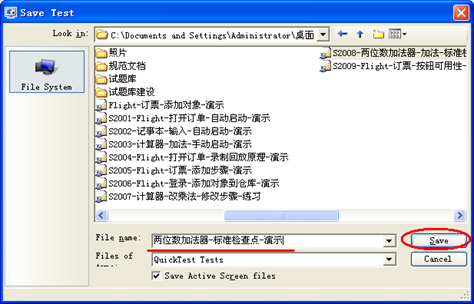 Save Test
Look in: C:\Documents and Settings\Administrator\桌面
File System
照片
规范文档
试题库
试题库建设
Flight-订票-添加对象-演示
S2001-Flight-打开订单-自动启动-演示
S2002-记事本-输入-自动启动-演示
S2003-计算器-加法-手动启动-演示
S2004-Flight-打开订单-录制回放原理-演示
S2005-Flight-订票-添加步骤-演示
S2006-Flight-登录-添加对象到仓库-演示
S2007-计算器-改乘法-修改步骤-练习
S2008-两位数加法器-加法-标准检
S2009-Flight-订票-按钮可用性-
File name: 两位数加法器-标准检查点-演示
Save
Files of QuickTest Tests
Cancel
Save Active Screen files